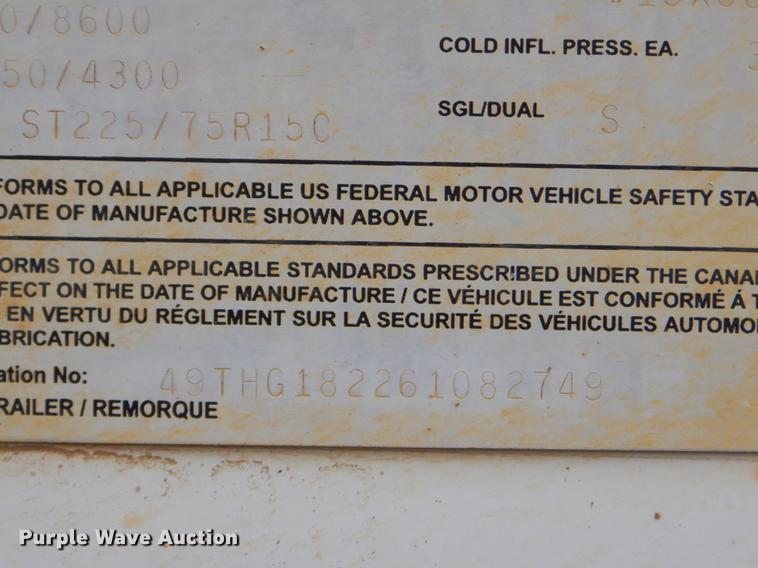 0/8600
COLD INFL. PRESS. EA.
50/4300
ST225/75R15C
SGL/DUAL S
FORMS TO ALL APPLICABLE US FEDERAL MOTOR VEHICLE SAFETY STA
DATE OF MANUFACTURE SHOWN ABOVE.
ORMS TO ALL APPLICABLE STANDARDS PRESCRIBED UNDER THE CANA
FECT ON THE DATE OF MANUFACTURE / CE VÉHICULE EST CONFORMÉ Á T
EN VERTU DU RÉGLEMENT SUR LA SECURITÉ DES VÉHICULES AUTOMO
BRICATION.
ation No: 49THG182261082749
RAILER / REMORQUE
Purple Wave Auction